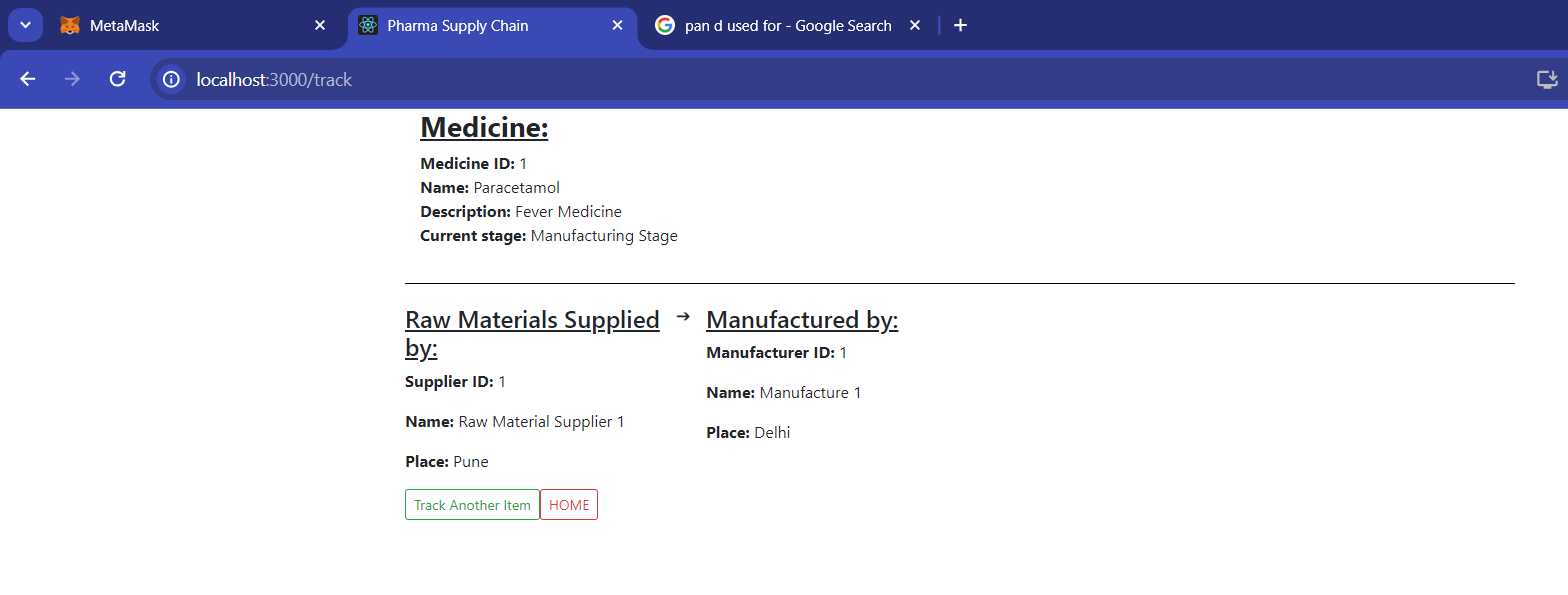 MetaMask
Pharma Supply Chain
pan d used for - Google Search
localhost:3000/track
Medicine:
Medicine ID: 1
Name: Paracetamol
Description: Fever Medicine
Current stage: Manufacturing Stage
Raw Materials Supplied
by:
Supplier ID: 1
Name: Raw Material Supplier 1
Place: Pune
→
Manufactured by:
Manufacturer ID: 1
Name: Manufacture 1
Place: Delhi
Track Another Item
HOME